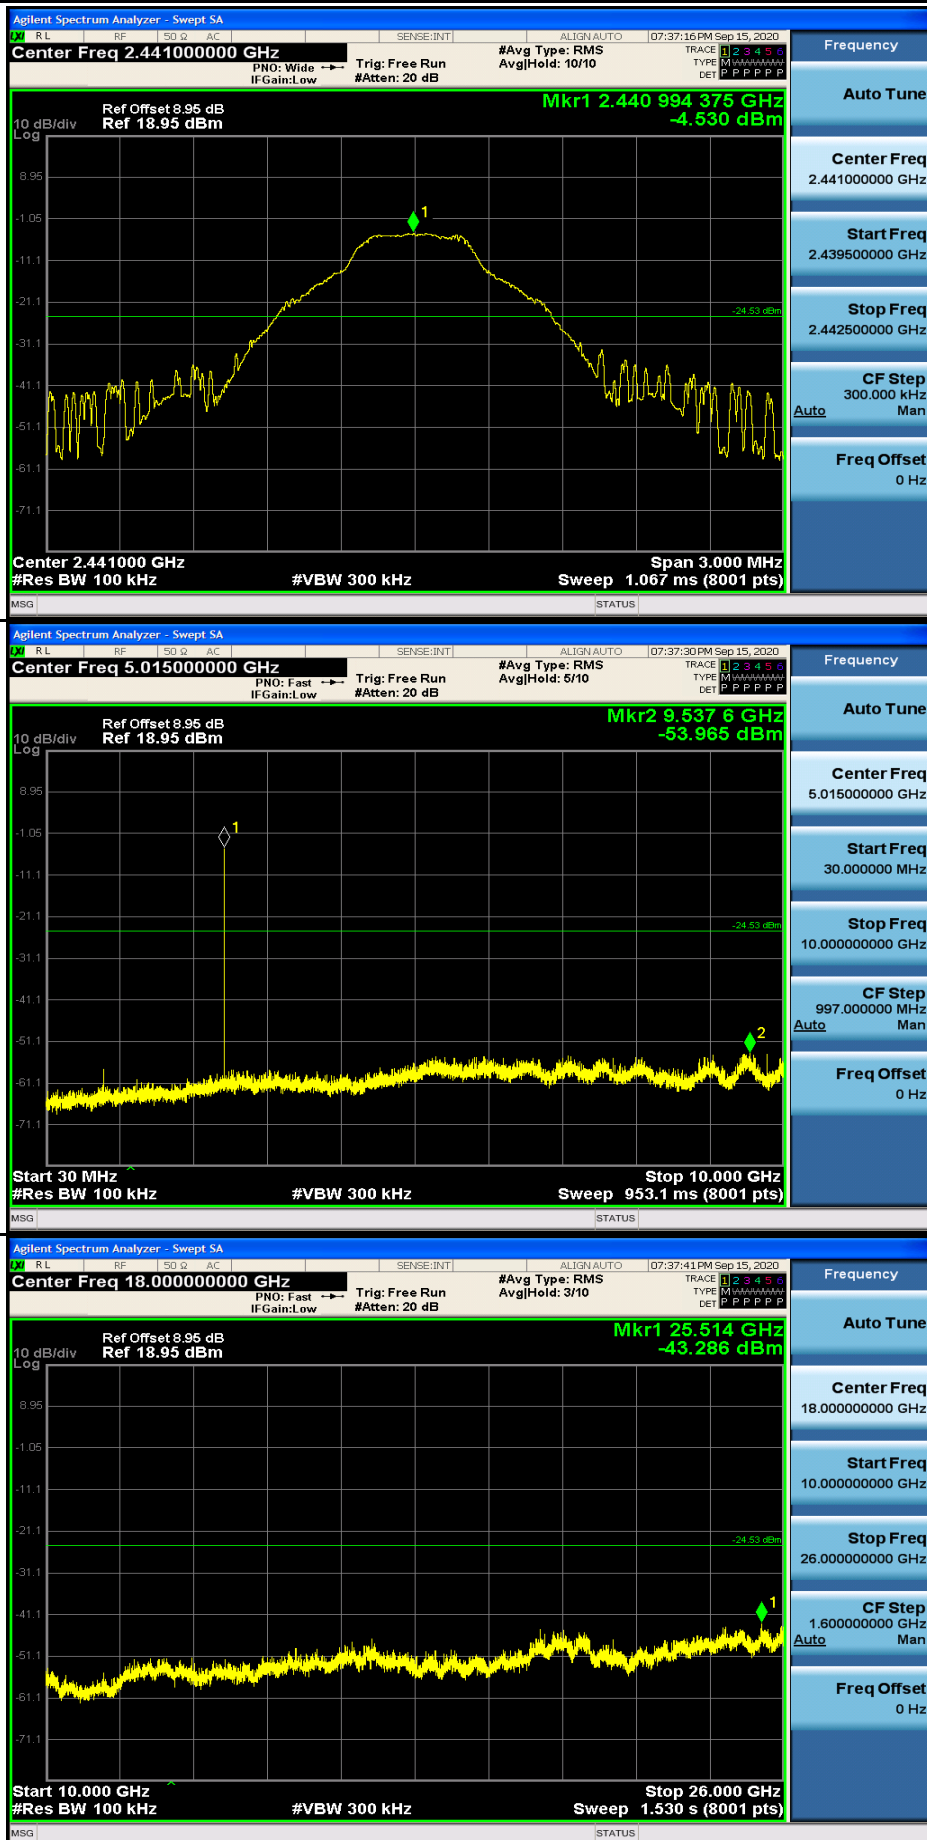 Agilent Spectrum Analyzer - Swept SA
LXI RL RF 50 Ω AC SENSE:INT ALIGN AUTO 07:37:16 PM Sep 15, 2020
Center Freq 2.441000000 GHz #Avg Type: RMS TRACE 1 2 3 4 5 6
PNO: Wide Trig: Free Run Avg|Hold: 10/10 TYPE M W W W W W
IFGain:Low #Atten: 20 dB DET P P P P P P
Mkr1 2.440 994 375 GHz
Ref Offset 8.95 dB
10 dB/div Ref 18.95 dBm -4.530 dBm
Log
8.95
1
-1.05
-11.1
-21.1
-24.53 dBm
-31.1
-41.1
-51.1
-61.1
-71.1
Center 2.441000 GHz Span 3.000 MHz
#Res BW 100 kHz #VBW 300 kHz Sweep 1.067 ms (8001 pts)
MSG STATUS
Frequency
Auto Tune
Center Freq
2.441000000 GHz
Start Freq
2.439500000 GHz
Stop Freq
2.442500000 GHz
CF Step
300.000 kHz
Auto Man
Freq Offset
0 Hz
Agilent Spectrum Analyzer - Swept SA
LXI RL RF 50 Ω AC SENSE:INT ALIGN AUTO 07:37:30 PM Sep 15, 2020
Center Freq 5.015000000 GHz #Avg Type: RMS TRACE 1 2 3 4 5 6
PNO: Fast Trig: Free Run Avg|Hold: 5/10 TYPE M W W W W W
IFGain:Low #Atten: 20 dB DET P P P P P P
Mkr2 9.537 6 GHz
Ref Offset 8.95 dB
10 dB/div Ref 18.95 dBm -53.965 dBm
Log
8.95
1
-1.05
-11.1
-21.1
-24.53 dBm
-31.1
-41.1
2
-51.1
-61.1
-71.1
Start 30 MHz Stop 10.000 GHz
#Res BW 100 kHz #VBW 300 kHz Sweep 953.1 ms (8001 pts)
MSG STATUS
Frequency
Auto Tune
Center Freq
5.015000000 GHz
Start Freq
30.000000 MHz
Stop Freq
10.000000000 GHz
CF Step
997.000000 MHz
Auto Man
Freq Offset
0 Hz
Agilent Spectrum Analyzer - Swept SA
LXI RL RF 50 Ω AC SENSE:INT ALIGN AUTO 07:37:41 PM Sep 15, 2020
Center Freq 18.000000000 GHz #Avg Type: RMS TRACE 1 2 3 4 5 6
PNO: Fast Trig: Free Run Avg|Hold: 3/10 TYPE M W W W W W
IFGain:Low #Atten: 20 dB DET P P P P P P
Mkr1 25.514 GHz
Ref Offset 8.95 dB
10 dB/div Ref 18.95 dBm -43.286 dBm
Log
8.95
-1.05
-11.1
-21.1
-24.53 dBm
-31.1
1
-41.1
-51.1
-61.1
-71.1
Start 10.000 GHz Stop 26.000 GHz
#Res BW 100 kHz #VBW 300 kHz Sweep 1.530 s (8001 pts)
MSG STATUS
Frequency
Auto Tune
Center Freq
18.000000000 GHz
Start Freq
10.000000000 GHz
Stop Freq
26.000000000 GHz
CF Step
1.600000000 GHz
Auto Man
Freq Offset
0 Hz